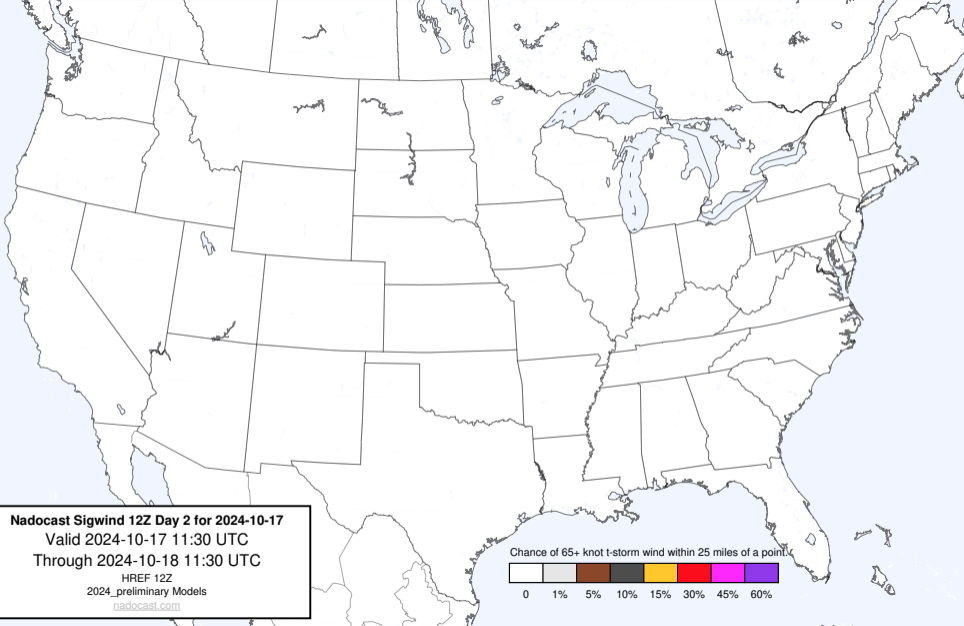 Nadocast Sigwind 12Z Day 2 for 2024-10-17
Valid 2024-10-17 11:30 UTC
Through 2024-10-18 11:30 UTC
HREF 12Z
2024_preliminary Models
nadocast.com
Chance of 65+ knot t-storm wind within 25 miles of a point.
0 1% 5% 10% 15% 30% 45% 60%